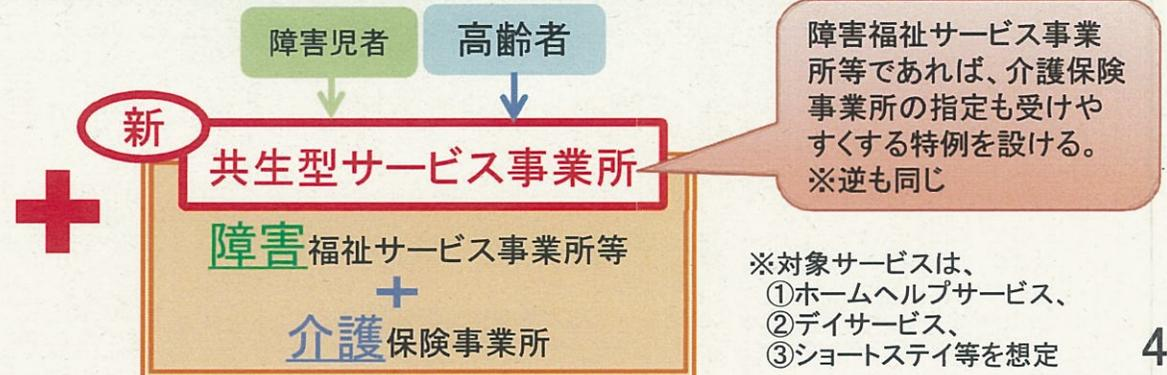 障害児者
高齢者
新
共生型サービス事業所
障害福祉サービス事業所等
+
介護保険事業所
障害福祉サービス事業
所等であれば、介護保険
事業所の指定も受けや
すくする特例を設ける。
※逆も同じ
※対象サービスは、
①ホームヘルプサービス、
②デイサービス、
③ショートステイ等を想定
4